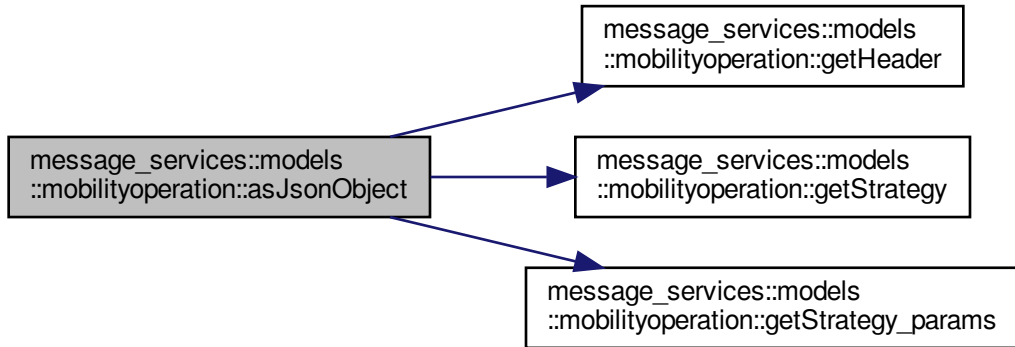 message_services::models
::mobilityoperation::getHeader
message_services::models
::mobilityoperation::asJsonObject
message_services::models
::mobilityoperation::getStrategy
message_services::models
::mobilityoperation::getStrategy_params